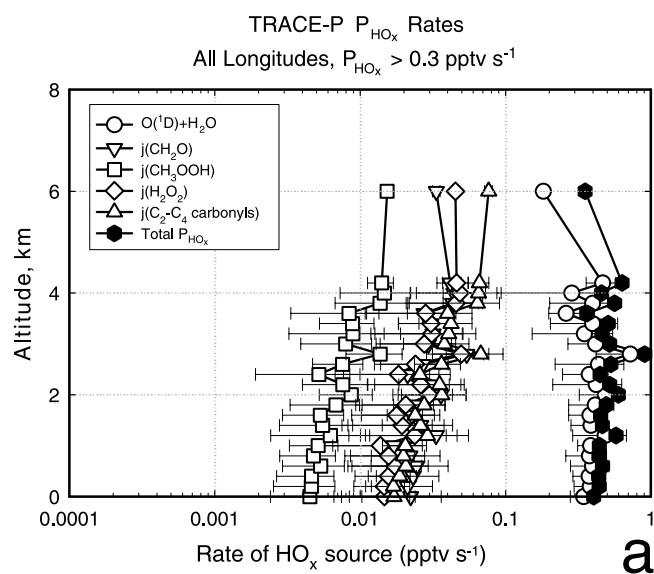 TRACE-P P_HOx Rates
All Longitudes, P_HOx > 0.3 pptv s⁻¹
8
O(¹D)+H₂O
j(CH₂O)
j(CH₃OOH)
j(H₂O₂)
j(C₂-C₄ carbonyls)
Total P_HOx
6
Altitude, km
4
2
0
0.0001
0.001
0.01
0.1
1
Rate of HOₓ source (pptv s⁻¹)
a